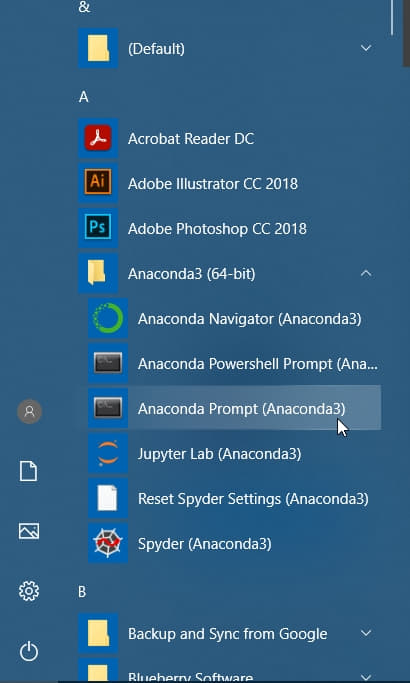 &
(Default)
A
Acrobat Reader DC
Ai
Adobe Illustrator CC 2018
Ps
Adobe Photoshop CC 2018
Anaconda3 (64-bit)
Anaconda Navigator (Anaconda3)
Anaconda Powershell Prompt (Ana...
Anaconda Prompt (Anaconda3)
Jupyter Lab (Anaconda3)
Reset Spyder Settings (Anaconda3)
Spyder (Anaconda3)
B
Backup and Sync from Google
Blueberry Software